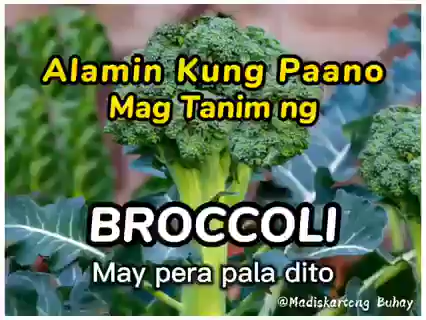 Alamin Kung Paano
Mag Tanim ng
BROCCOLI
May pera pala dito
@Madiskarteng Buhay